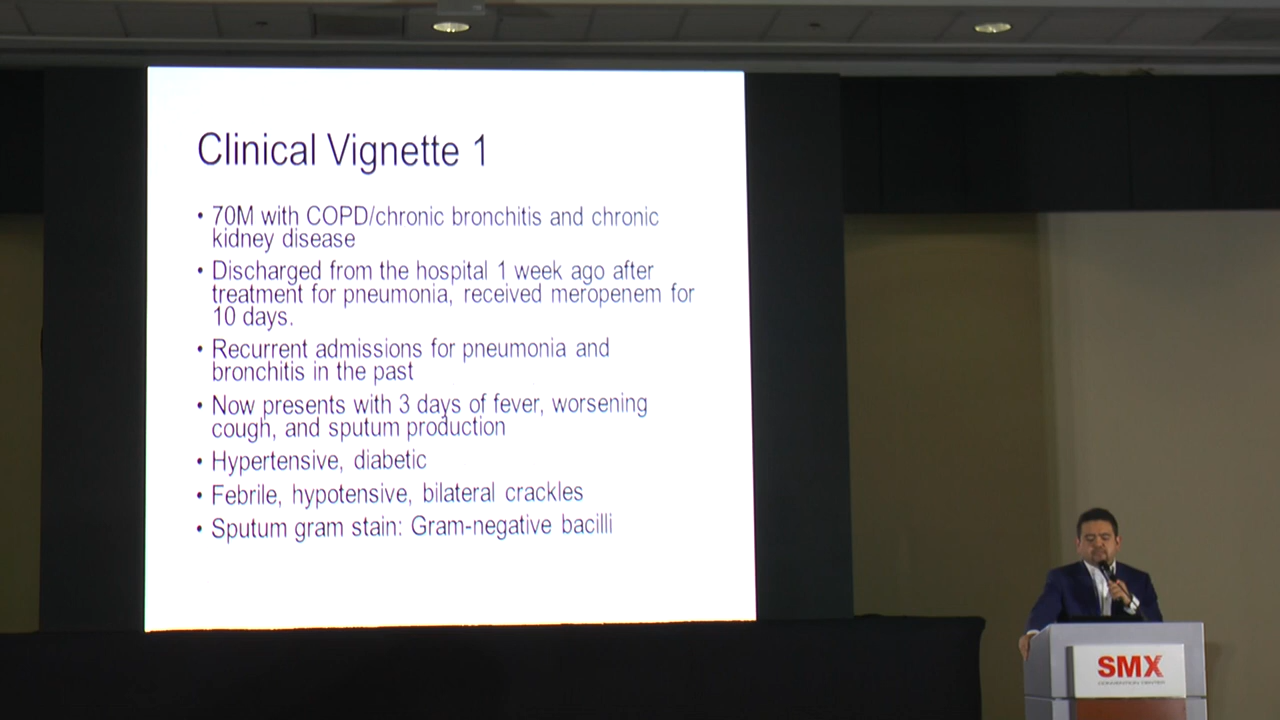 Clinical Vignette 1
• 70M with COPD/chronic bronchitis and chronic
kidney disease
• Discharged from the hospital 1 week ago after
treatment for pneumonia, received meropenem for
10 days.
• Recurrent admissions for pneumonia and
bronchitis in the past
• Now presents with 3 days of fever, worsening
cough, and sputum production
• Hypertensive, diabetic
• Febrile, hypotensive, bilateral crackles
• Sputum gram stain: Gram-negative bacilli
SMX